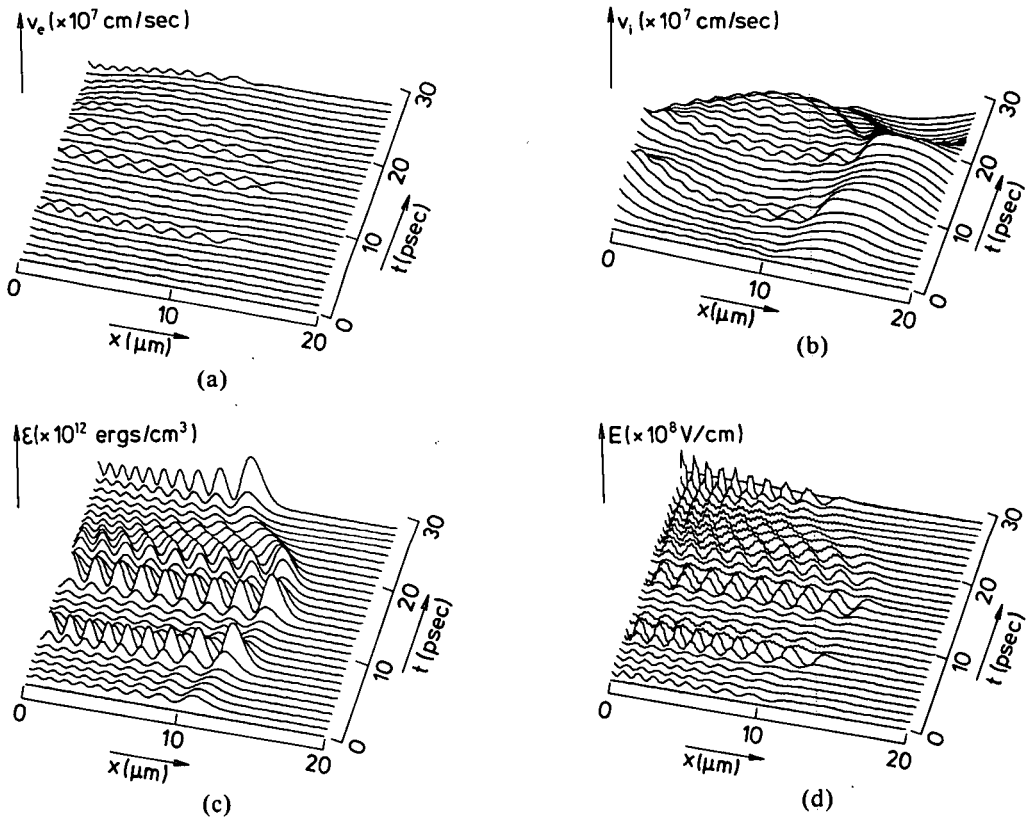 v_e (×10^7 cm/sec)
30
20
10
0
t (psec)
0
10
20
x (μm)
(a)
v_i (×10^7 cm/sec)
30
20
10
0
t (psec)
0
10
20
x (μm)
(b)
ε (×10^12 ergs/cm^3)
30
20
10
0
t (psec)
0
10
20
x (μm)
(c)
E (×10^8 V/cm)
30
20
10
0
t (psec)
0
10
20
x (μm)
(d)